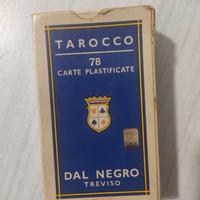 TAROCCO
78
CARTE PLASTIFICATE
DAL NEGRO
TREVISO